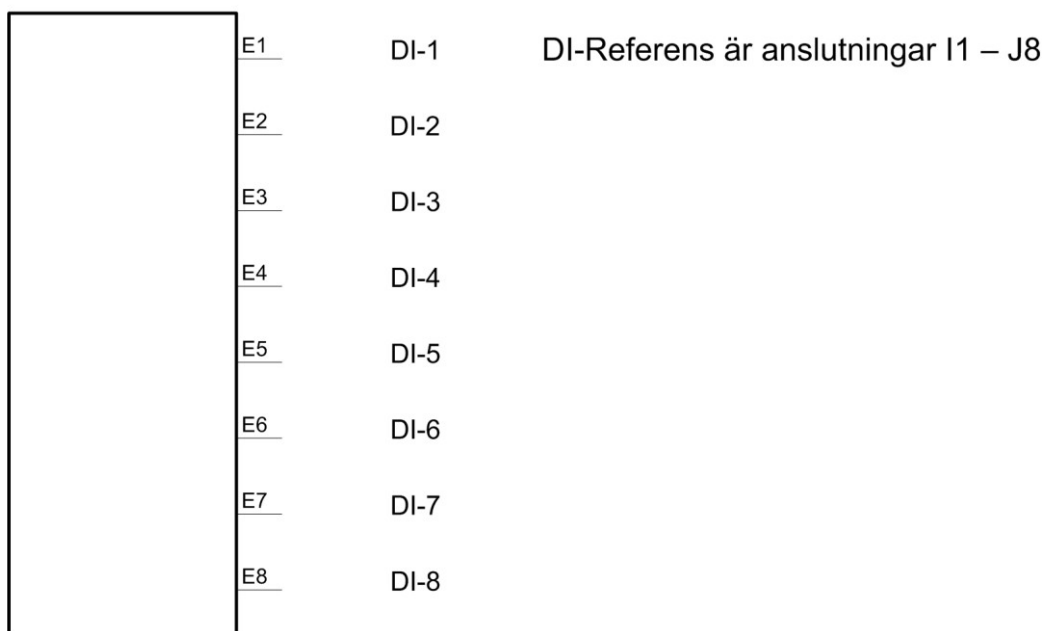 E1 DI-1 DI-Referens är anslutningar I1 – J8
E2 DI-2
E3 DI-3
E4 DI-4
E5 DI-5
E6 DI-6
E7 DI-7
E8 DI-8